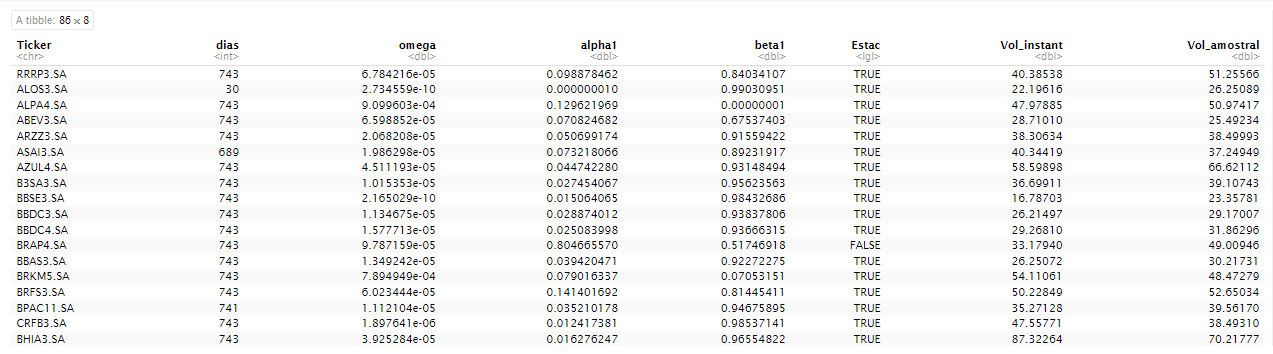 A tibble: 86 × 8
Ticker dias omega alpha1 beta1 Estac Vol_instant Vol_amostral
<chr> <int> <dbl> <dbl> <dbl> <lgl> <dbl> <dbl>
RRRP3.SA 743 6.784216e-05 0.098878462 0.84034107 TRUE 40.38538 51.25566
ALOS3.SA 30 2.734559e-10 0.000000010 0.99030951 TRUE 22.19616 26.25089
ALPA4.SA 743 9.099603e-04 0.129621969 0.00000001 TRUE 47.97885 50.97417
ABEV3.SA 743 6.598852e-05 0.070824682 0.67537403 TRUE 28.71010 25.49234
ARZZ3.SA 743 2.068208e-05 0.050699174 0.91559422 TRUE 38.30634 38.49993
ASAI3.SA 689 1.986298e-05 0.073218066 0.89231917 TRUE 40.34419 37.24949
AZUL4.SA 743 4.511193e-05 0.044742280 0.93148494 TRUE 58.59898 66.62112
B3SA3.SA 743 1.015353e-05 0.027454067 0.95623563 TRUE 36.69911 39.10743
BBSE3.SA 743 2.165029e-10 0.015064065 0.98432686 TRUE 16.78703 23.35781
BBDC3.SA 743 1.134675e-05 0.028874012 0.93837806 TRUE 26.21497 29.17007
BBDC4.SA 743 1.577713e-05 0.025083998 0.93666315 TRUE 29.26810 31.86296
BRAP4.SA 743 9.787159e-05 0.804665570 0.51746918 FALSE 33.17940 49.00946
BBAS3.SA 743 1.349242e-05 0.039420471 0.92272275 TRUE 26.25072 30.21731
BRKM5.SA 743 7.894949e-04 0.079016337 0.07053151 TRUE 54.11061 48.47279
BRFS3.SA 743 6.023444e-05 0.141401692 0.81445411 TRUE 50.22849 52.65034
BPAC11.SA 741 1.112104e-05 0.035210178 0.94675895 TRUE 35.27128 39.56170
CRFB3.SA 743 1.897641e-06 0.012417381 0.98537141 TRUE 47.55771 38.49310
BHIA3.SA 743 3.925284e-05 0.016276247 0.96554822 TRUE 87.32264 70.21777